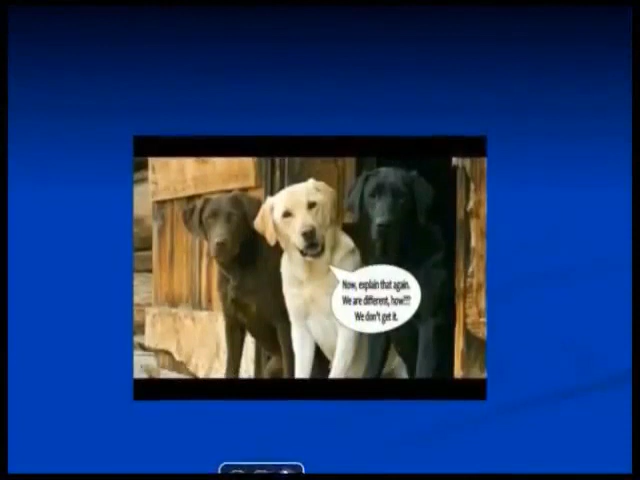 Now, explain that again.
We are different, how!!??
We don't get it.